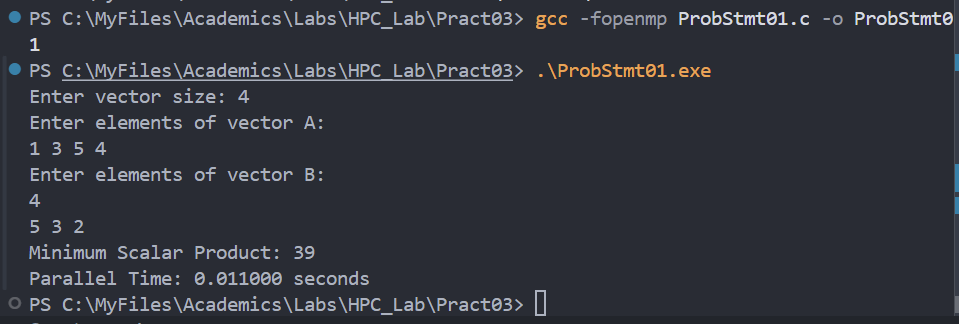 PS C:\MyFiles\Academics\Labs\HPC_Lab\Pract03> gcc -fopenmp ProbStmt01.c -o ProbStmt0
1
PS C:\MyFiles\Academics\Labs\HPC_Lab\Pract03> .\ProbStmt01.exe
Enter vector size: 4
Enter elements of vector A:
1 3 5 4
Enter elements of vector B:
4
5 3 2
Minimum Scalar Product: 39
Parallel Time: 0.011000 seconds
PS C:\MyFiles\Academics\Labs\HPC_Lab\Pract03>